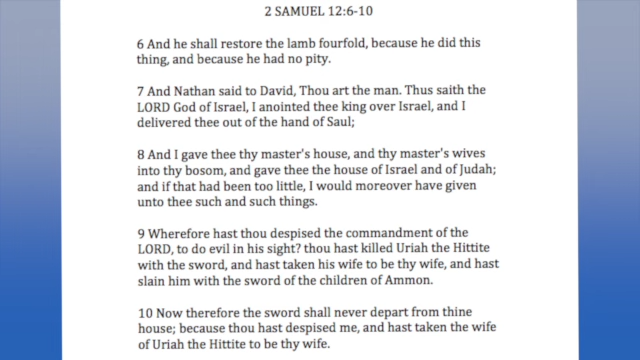 2 SAMUEL 12:6-10
6 And he shall restore the lamb fourfold, because he did this
thing, and because he had no pity.
7 And Nathan said to David, Thou art the man. Thus saith the
LORD God of Israel, I anointed thee king over Israel, and I
delivered thee out of the hand of Saul;
8 And I gave thee thy master's house, and thy master's wives
into thy bosom, and gave thee the house of Israel and of Judah;
and if that had been too little, I would moreover have given
unto thee such and such things.
9 Wherefore hast thou despised the commandment of the
LORD, to do evil in his sight? thou hast killed Uriah the Hittite
with the sword, and hast taken his wife to be thy wife, and hast
slain him with the sword of the children of Ammon.
10 Now therefore the sword shall never depart from thine
house; because thou hast despised me, and hast taken the wife
of Uriah the Hittite to be thy wife.